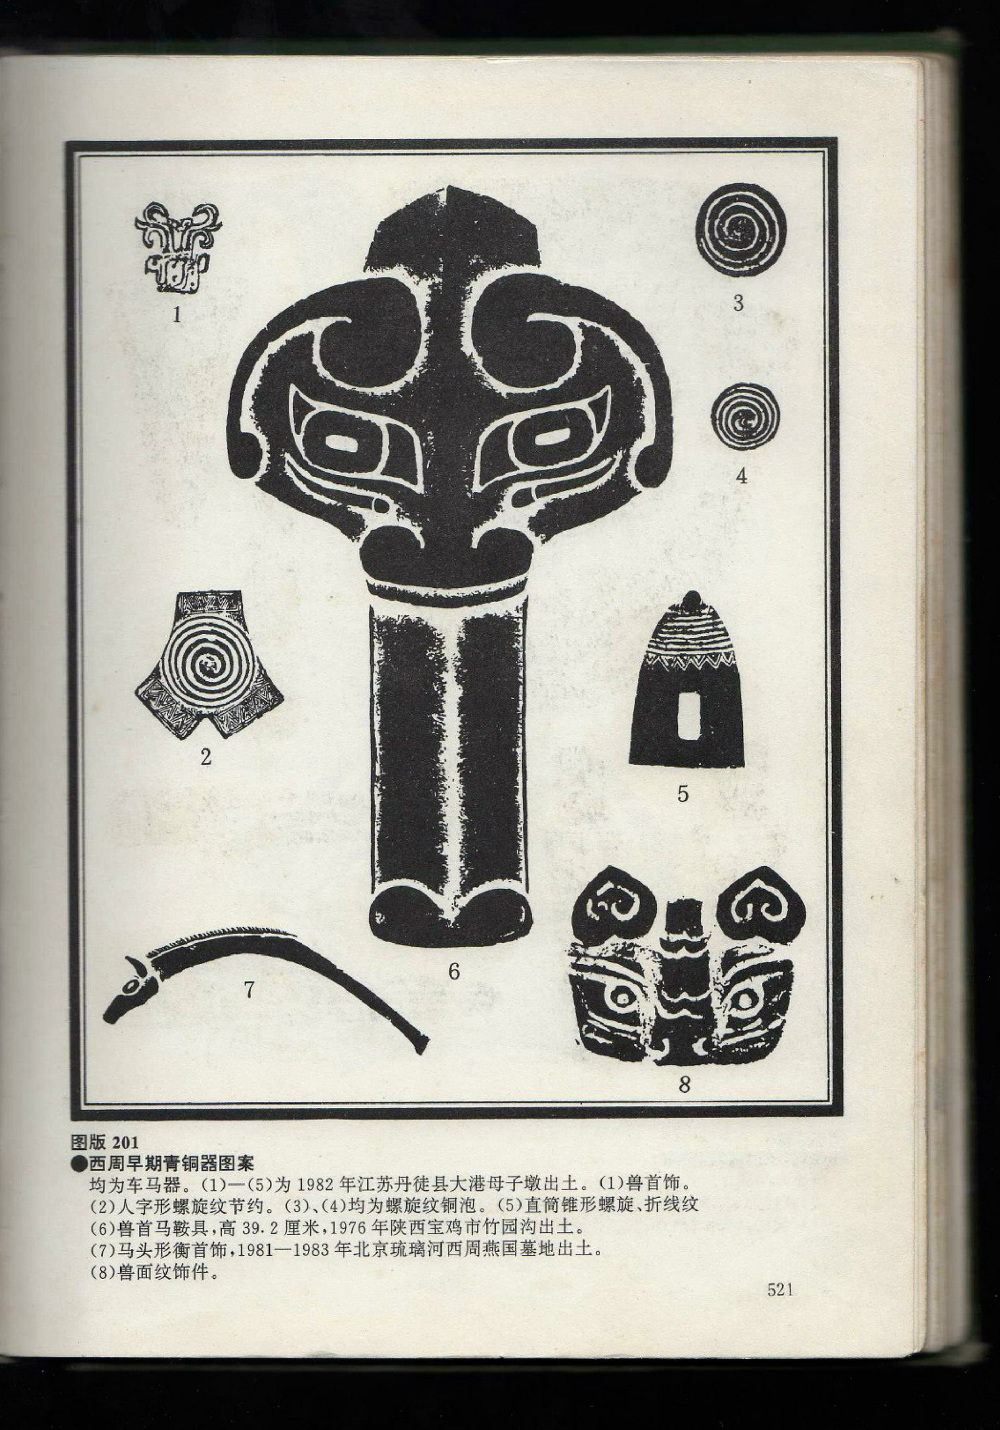 1
3
4
2
5
6
7
8
图版 201
●西周早期青铜器图案
均为车马器。(1)—(5)为 1982 年江苏丹徒县大港母子墩出土。(1)兽首饰。
(2)人字形螺旋纹节约。(3)、(4)均为螺旋纹铜泡。(5)直筒锥形螺旋、折线纹
(6)兽首马鞍具,高 39.2 厘米,1976 年陕西宝鸡市竹园沟出土。
(7)马头形衡首饰,1981—1983 年北京琉璃河西周燕国墓地出土。
(8)兽面纹饰件。
521